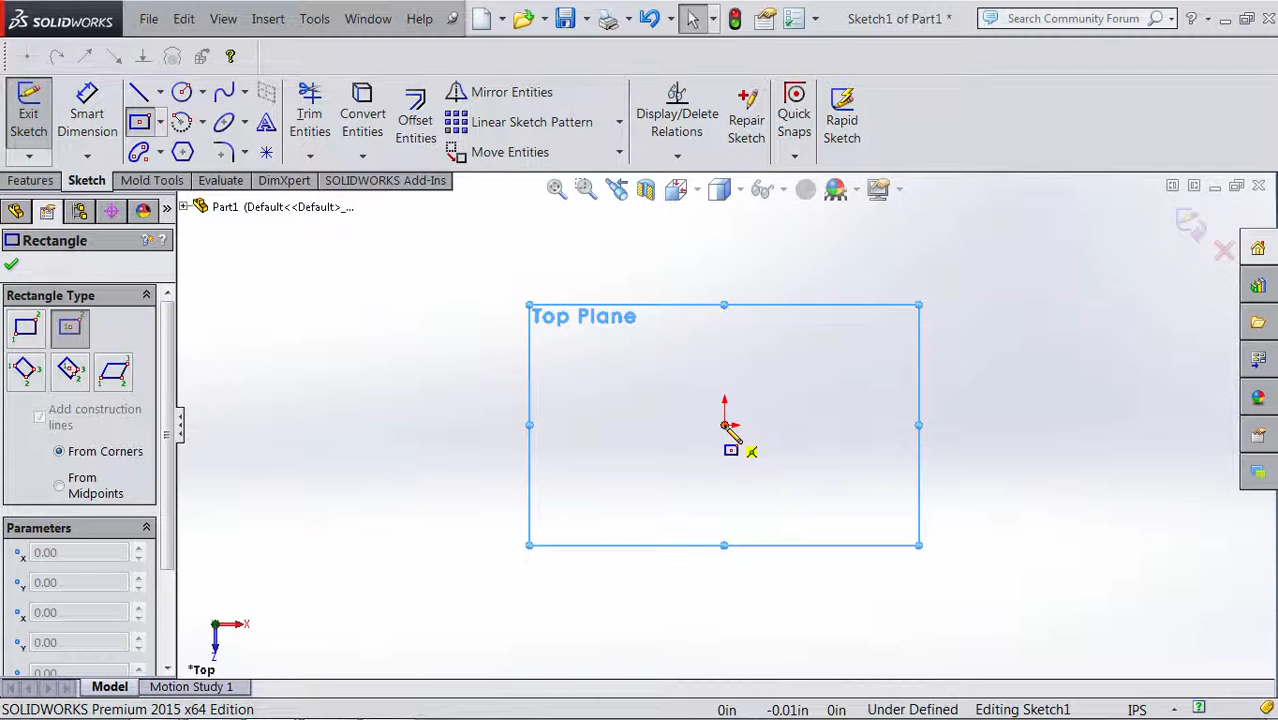 SOLIDWORKS File Edit View Insert Tools Window Help Sketch1 of Part1 * Search Community Forum
Exit Sketch
Smart Dimension
Trim Entities
Convert Entities
Offset Entities
Mirror Entities
Linear Sketch Pattern
Move Entities
Display/Delete Relations
Repair Sketch
Quick Snaps
Rapid Sketch
Features Sketch Mold Tools Evaluate DimXpert SOLIDWORKS Add-Ins
Part1 (Default<<Default>_...
Rectangle
Rectangle Type
Add construction
lines
From Corners
From
Midpoints
Parameters
0.00
0.00
0.00
0.00
0.00
Top Plane
X
Z
*Top
Model Motion Study 1
SOLIDWORKS Premium 2015 x64 Edition 0in -0.01in 0in Under Defined Editing Sketch1 IPS